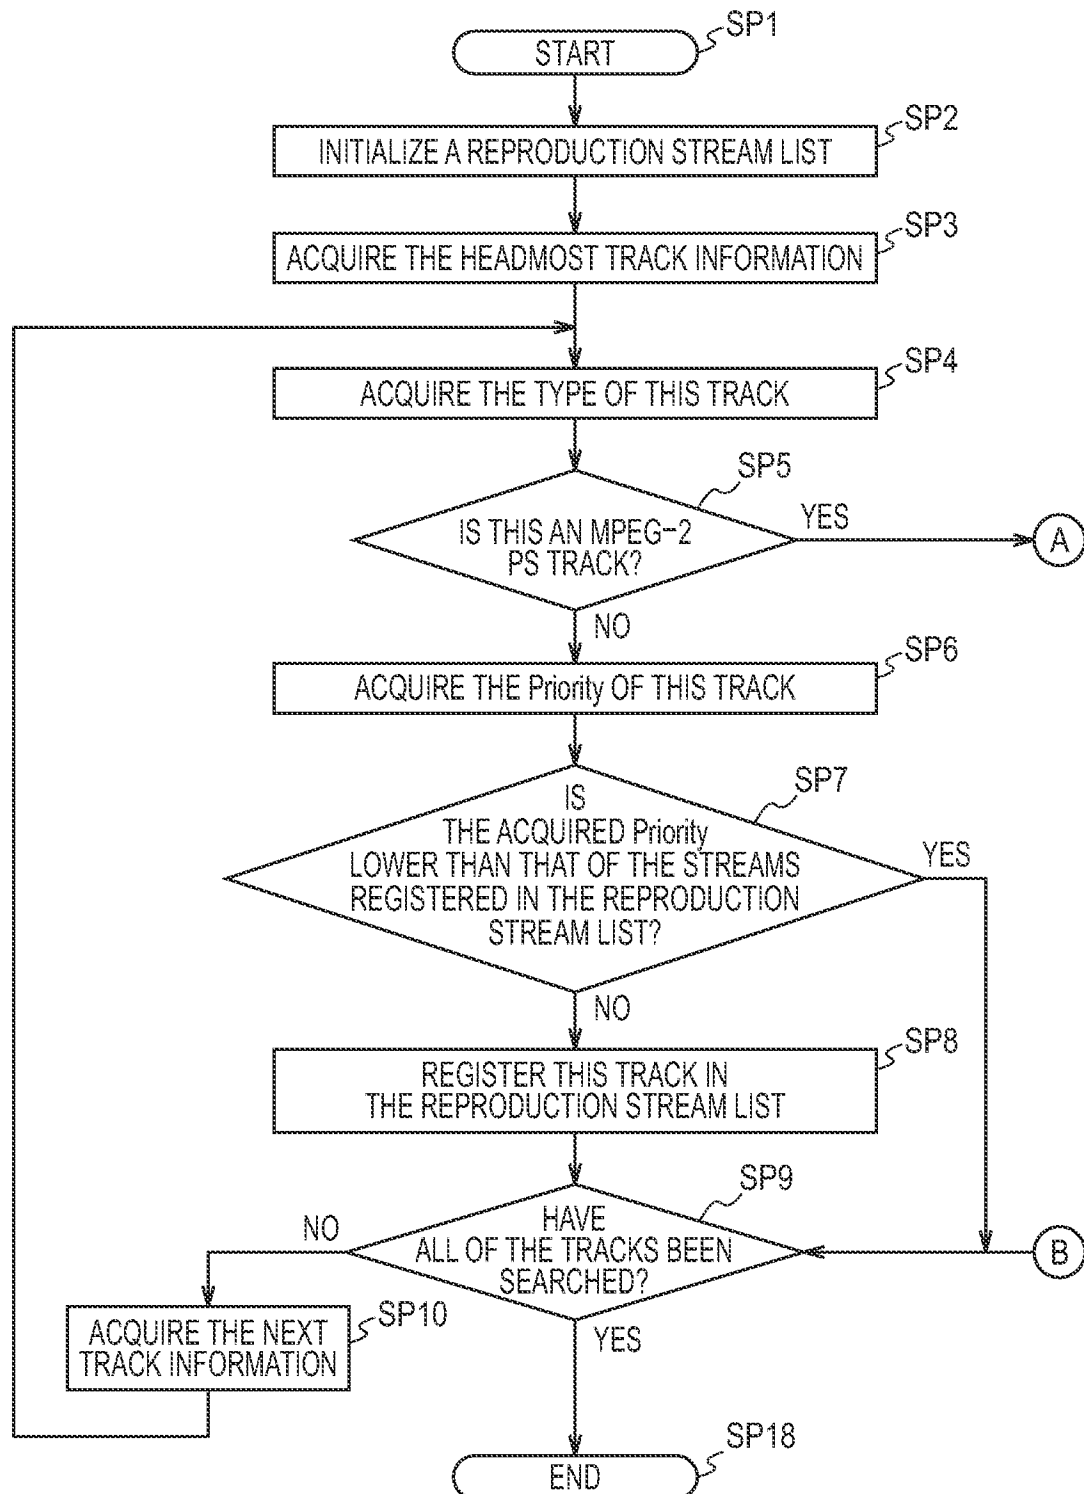 SP1
START
SP2
INITIALIZE A REPRODUCTION STREAM LIST
SP3
ACQUIRE THE HEADMOST TRACK INFORMATION
SP4
ACQUIRE THE TYPE OF THIS TRACK
SP5
IS THIS AN MPEG-2
PS TRACK?
YES
A
NO
SP6
ACQUIRE THE Priority OF THIS TRACK
SP7
IS
THE ACQUIRED Priority
LOWER THAN THAT OF THE STREAMS
REGISTERED IN THE REPRODUCTION
STREAM LIST?
YES
NO
SP8
REGISTER THIS TRACK IN
THE REPRODUCTION STREAM LIST
SP9
HAVE
ALL OF THE TRACKS BEEN
SEARCHED?
NO
B
SP10
ACQUIRE THE NEXT
TRACK INFORMATION
YES
SP18
END